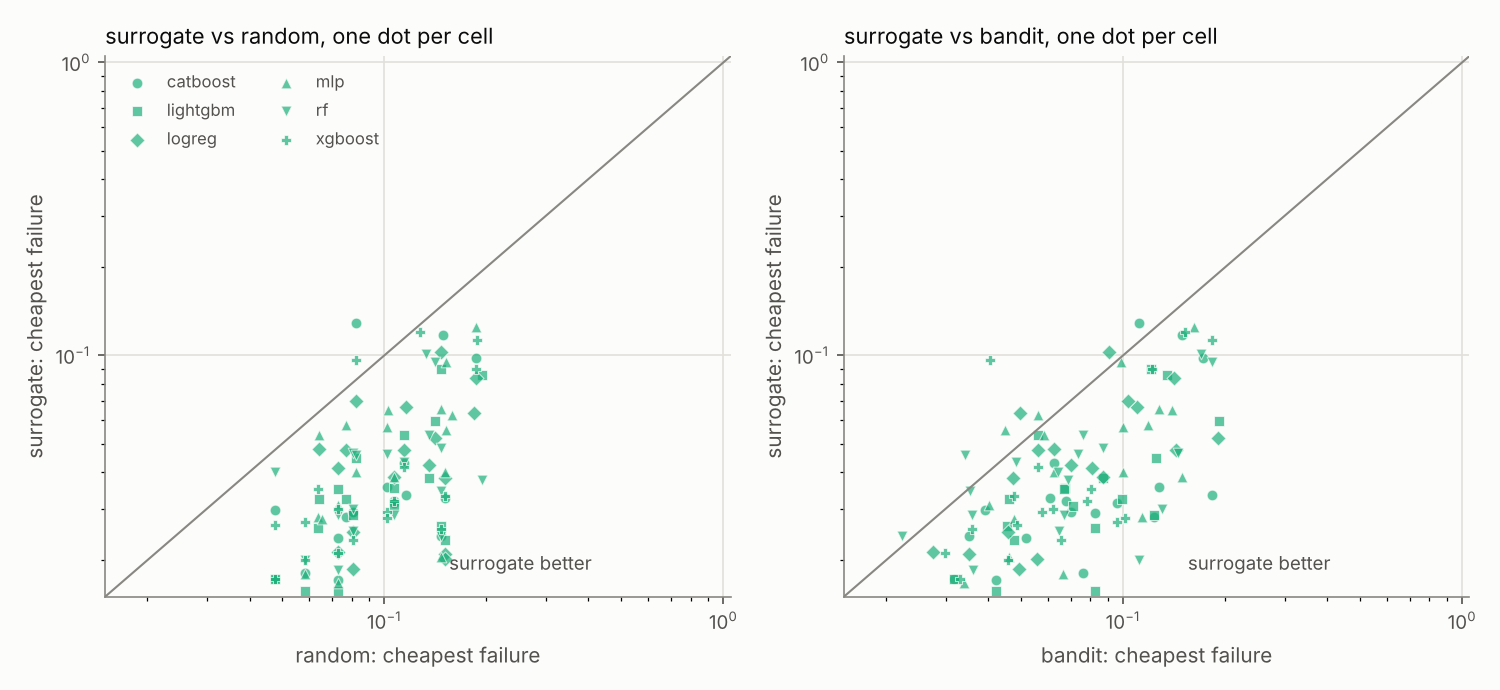 surrogate vs random, one dot per cell
10⁰
catboost
mlp
lightgbm
rf
logreg
xgboost
10⁻¹
surrogate: cheapest failure
surrogate better
10⁻¹
10⁰
random: cheapest failure
surrogate vs bandit, one dot per cell
10⁰
10⁻¹
surrogate: cheapest failure
surrogate better
10⁻¹
10⁰
bandit: cheapest failure